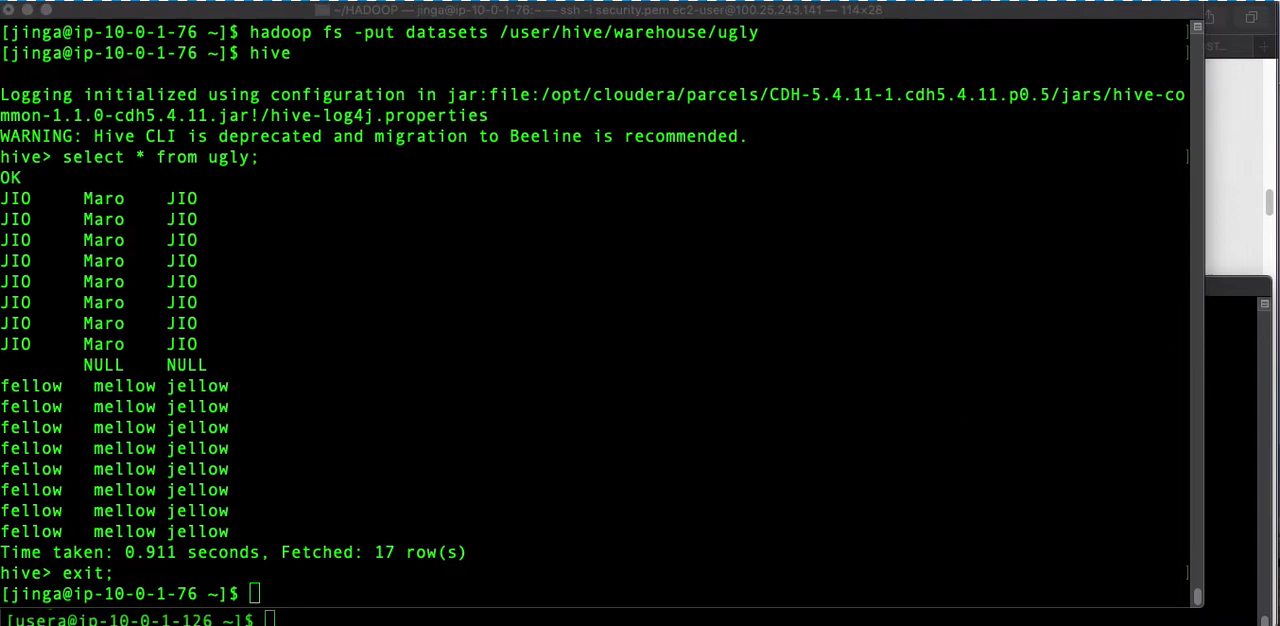 ~/HADOOP — jinga@ip-10-0-1-76:~ — ssh -i security.pem ec2-user@100.25.243.141 — 114×28
[jinga@ip-10-0-1-76 ~]$ hadoop fs -put datasets /user/hive/warehouse/ugly
ST...
[jinga@ip-10-0-1-76 ~]$ hive
Logging initialized using configuration in jar:file:/opt/cloudera/parcels/CDH-5.4.11-1.cdh5.4.11.p0.5/jars/hive-co
mmon-1.1.0-cdh5.4.11.jar!/hive-log4j.properties
WARNING: Hive CLI is deprecated and migration to Beeline is recommended.
hive> select * from ugly;
OK
JIO Maro JIO
JIO Maro JIO
JIO Maro JIO
JIO Maro JIO
JIO Maro JIO
JIO Maro JIO
JIO Maro JIO
JIO Maro JIO
NULL NULL
fellow mellow jellow
fellow mellow jellow
fellow mellow jellow
fellow mellow jellow
fellow mellow jellow
fellow mellow jellow
fellow mellow jellow
fellow mellow jellow
Time taken: 0.911 seconds, Fetched: 17 row(s)
hive> exit;
[jinga@ip-10-0-1-76 ~]$
[usera@ip-10-0-1-126 ~]$